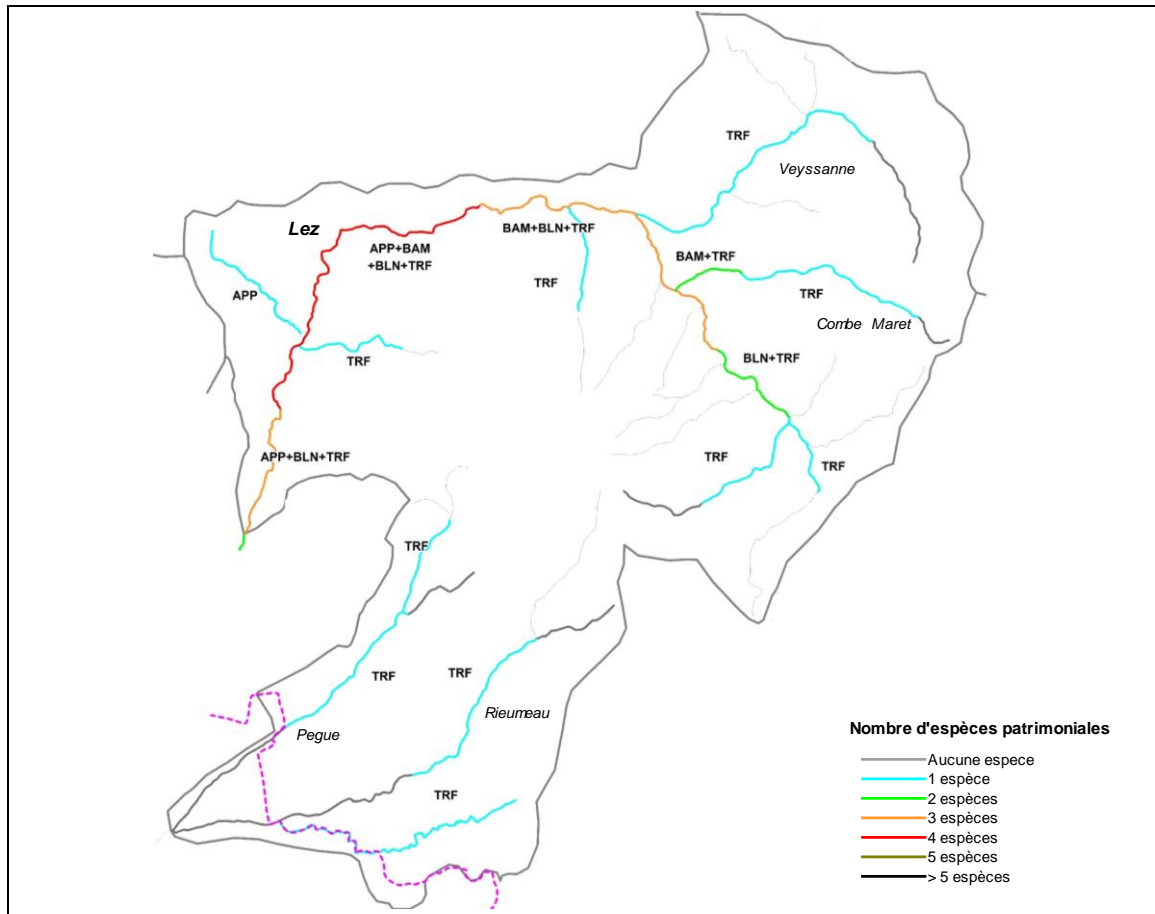 TRF
Veyssanne
Lez
APP+BAM
+BLN+TRF
BAM+BLN+TRF
BAM+TRF
APP
TRF
TRF
Combe Maret
TRF
BLN+TRF
APP+BLN+TRF
TRF
TRF
TRF
TRF
TRF
Rieumeau
Pegue
TRF
Nombre d'espèces patrimoniales
Aucune espece
1 espèce
2 espèces
3 espèces
4 espèces
5 espèces
> 5 espèces